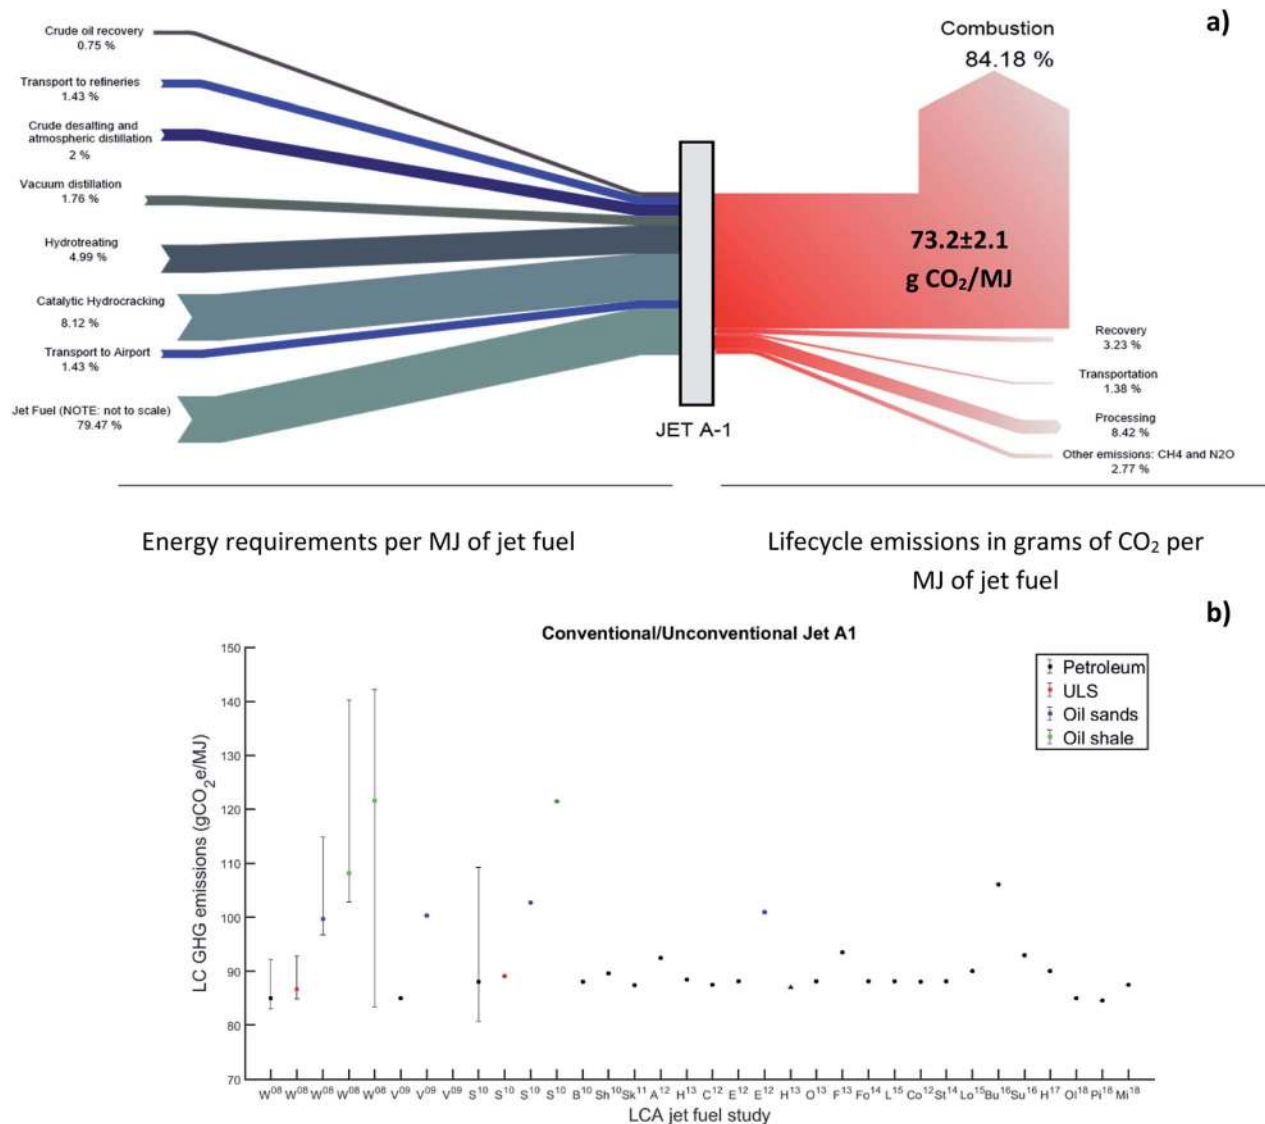 a)
Crude oil recovery
0.75 %
Transport to refineries
1.43 %
Crude desalting and
atmospheric distillation
2 %
Vacuum distillation
1.76 %
Hydrotreating
4.99 %
Catalytic Hydrocracking
8.12 %
Transport to Airport
1.43 %
Jet Fuel (NOTE: not to scale)
79.47 %
JET A-1
Combustion
84.18 %
73.2±2.1
g CO₂/MJ
Recovery
3.23 %
Transportation
1.38 %
Processing
8.42 %
Other emissions: CH4 and N2O
2.77 %
Energy requirements per MJ of jet fuel
Lifecycle emissions in grams of CO₂ per
MJ of jet fuel
b)
Conventional/Unconventional Jet A1
Petroleum
ULS
Oil sands
Oil shale
LC GHG emissions (gCO₂e/MJ)
150
140
130
120
110
100
90
80
70
W⁰⁸ W⁰⁸ W⁰⁸ W⁰⁸ W⁰⁸ V⁰⁹ V⁰⁹ V⁰⁹ S¹⁰ S¹⁰ S¹⁰ S¹⁰ B¹⁰ Sh¹⁰ Sk¹¹ A¹² H¹³ C¹² E¹² E¹² H¹³ O¹³ F¹³ Fo¹⁴ L¹⁵ Co¹² St¹⁴ Lo¹⁵ Bu¹⁶ Su¹⁶ H¹⁷ Ol¹⁸ Pi¹⁸ Mi¹⁸
LCA jet fuel study